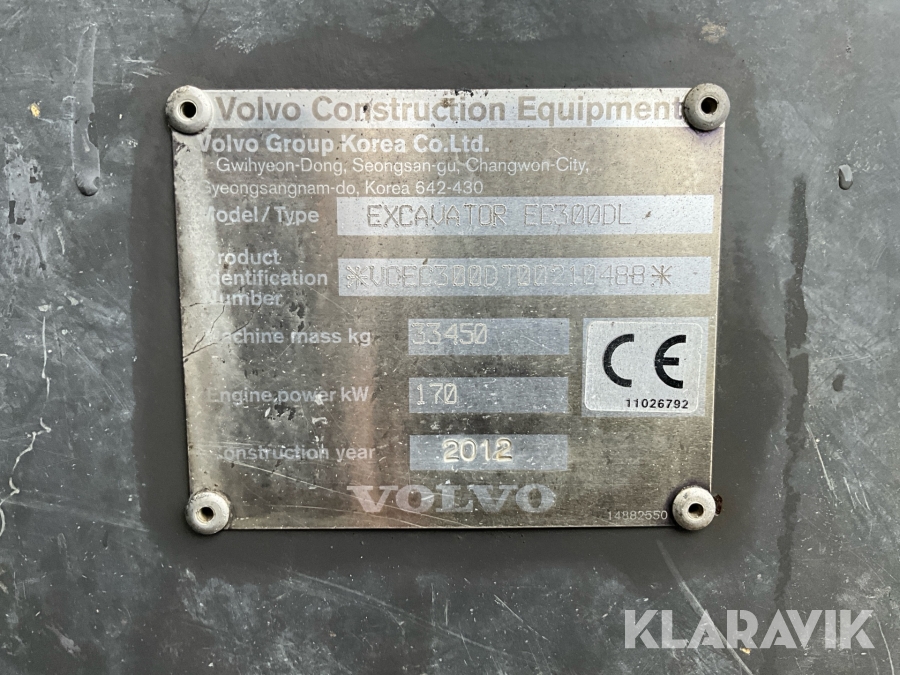 Volvo Construction Equipment
Volvo Group Korea Co.Ltd.
Gwihyeon-Dong, Seongsan-gu, Changwon-City,
Gyeongsangnam-do, Korea 642-430
Model/Type EXCAVATOR EC300DL
Product
Identification
Number
*VCEC300DT00210488*
Machine mass kg 33450
CE
11026792
Engine power kW 170
Construction year 2012
VOLVO
14882550
KLARAVIK